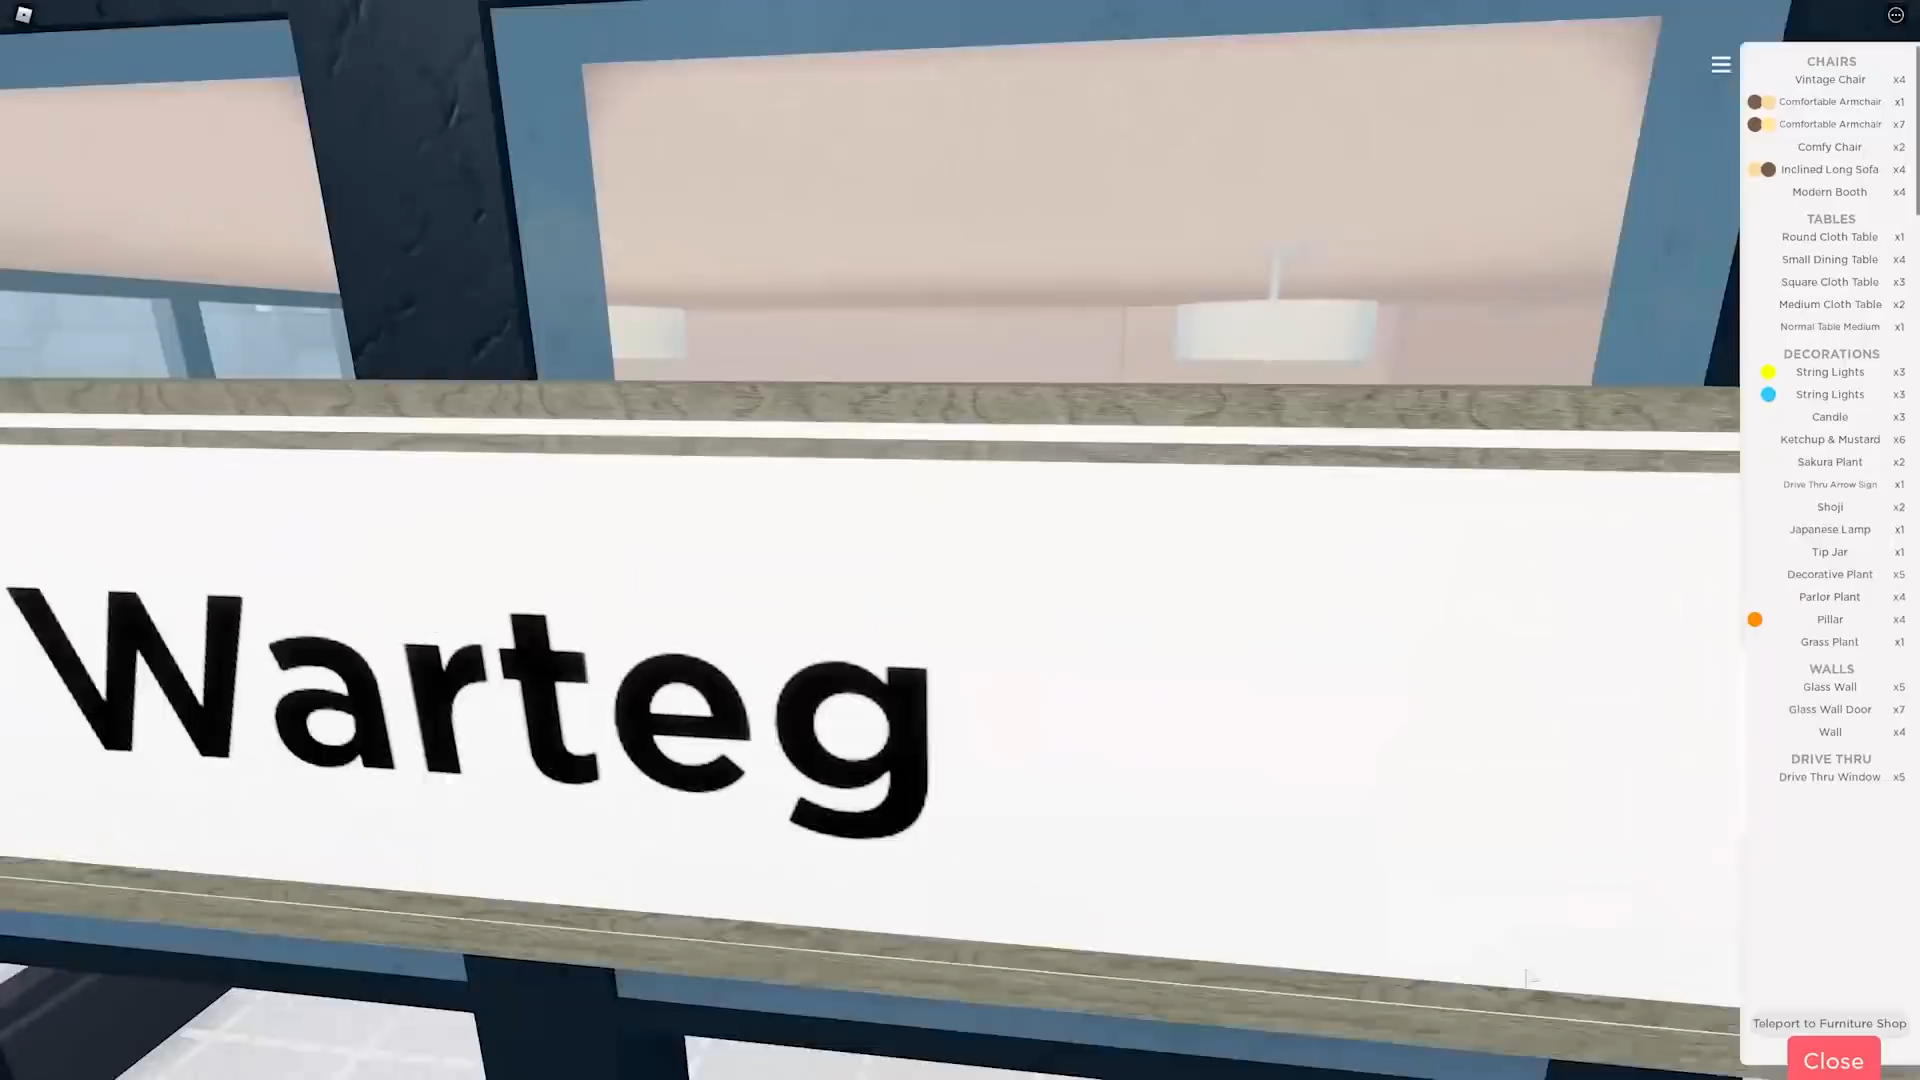 CHAIRS
Vintage Chair x4
Comfortable Armchair x1
Comfortable Armchair x7
Comfy Chair x2
Inclined Long Sofa x4
Modern Booth x4
TABLES
Round Cloth Table x1
Small Dining Table x4
Square Cloth Table x3
Medium Cloth Table x2
Normal Table Medium x1
DECORATIONS
String Lights x3
String Lights x3
Candle x3
Ketchup & Mustard x6
Sakura Plant x2
Drive Thru Arrow Sign x1
Shoji x2
Japanese Lamp x1
Tip Jar x1
Decorative Plant x5
Parlor Plant x4
Pillar x4
Grass Plant x1
WALLS
Glass Wall x5
Glass Wall Door x7
Wall x4
DRIVE THRU
Drive Thru Window x5
Teleport to Furniture Shop
Close
Warteg